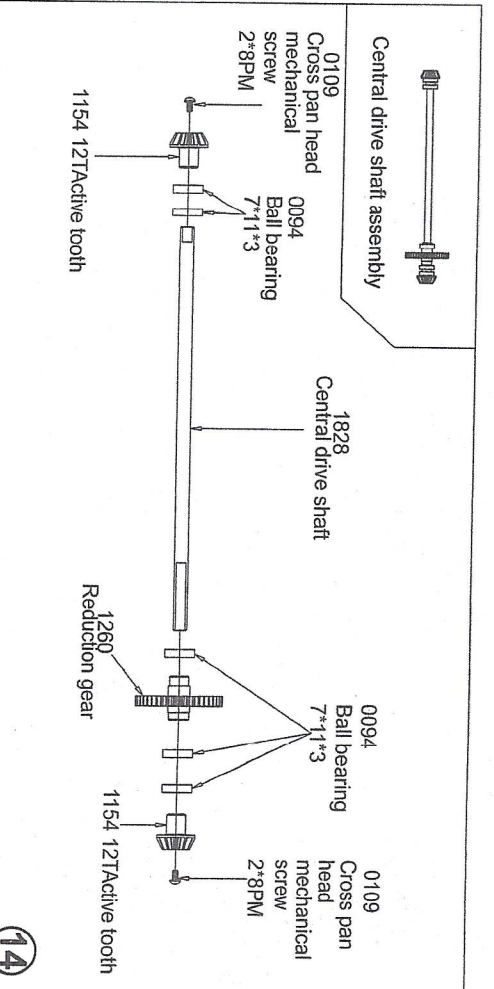 Central drive shaft assembly
0109
Cross pan head
mechanical
screw
2*8PM
1154 12TActive tooth
0094
Ball bearing
7*11*3
1828
Central drive shaft
1260
Reduction gear
0094
Ball bearing
7*11*3
1154 12TActive tooth
0109
Cross pan
head
mechanical
screw
2*8PM
14